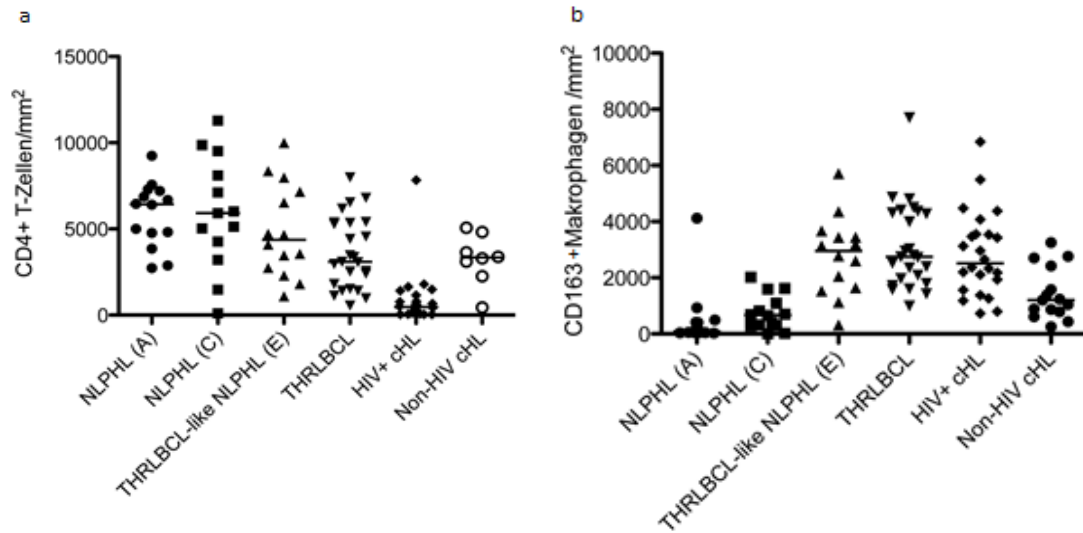 a
CD4+ T-Zellen/mm²
15000
10000
5000
0
NLPHL (A)
NLPHL (C)
THRLBCL-like NLPHL (E)
THRLBCL
HIV+ cHL
Non-HIV cHL
b
CD163+Makrophagen /mm²
10000
8000
6000
4000
2000
0
NLPHL (A)
NLPHL (C)
THRLBCL-like NLPHL (E)
THRLBCL
HIV+ cHL
Non-HIV cHL